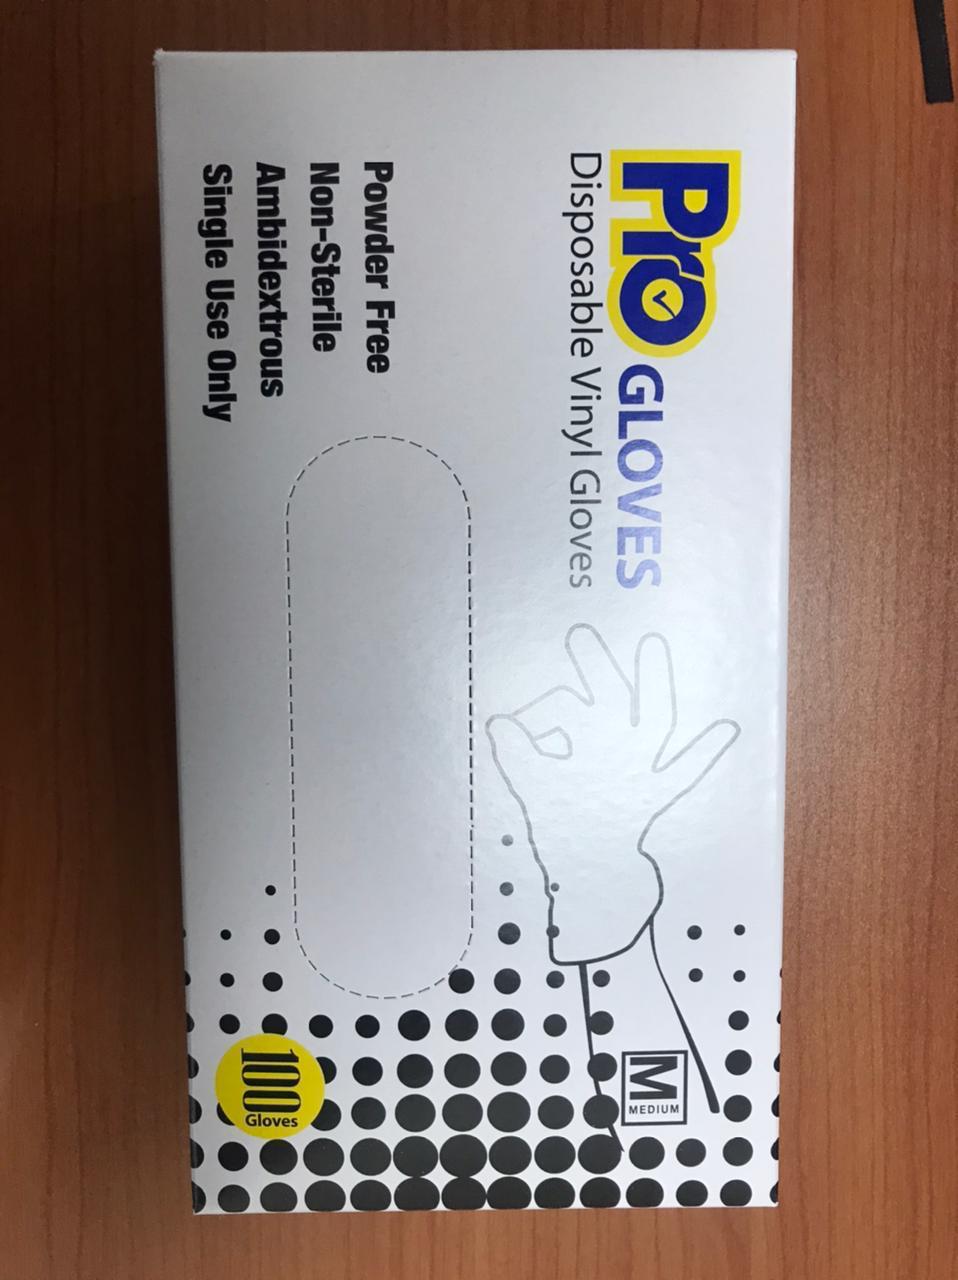 Pro GLOVES
Disposable Vinyl Gloves
Powder Free
Non-Sterile
Ambidextrous
Single Use Only
M
MEDIUM
100
Gloves